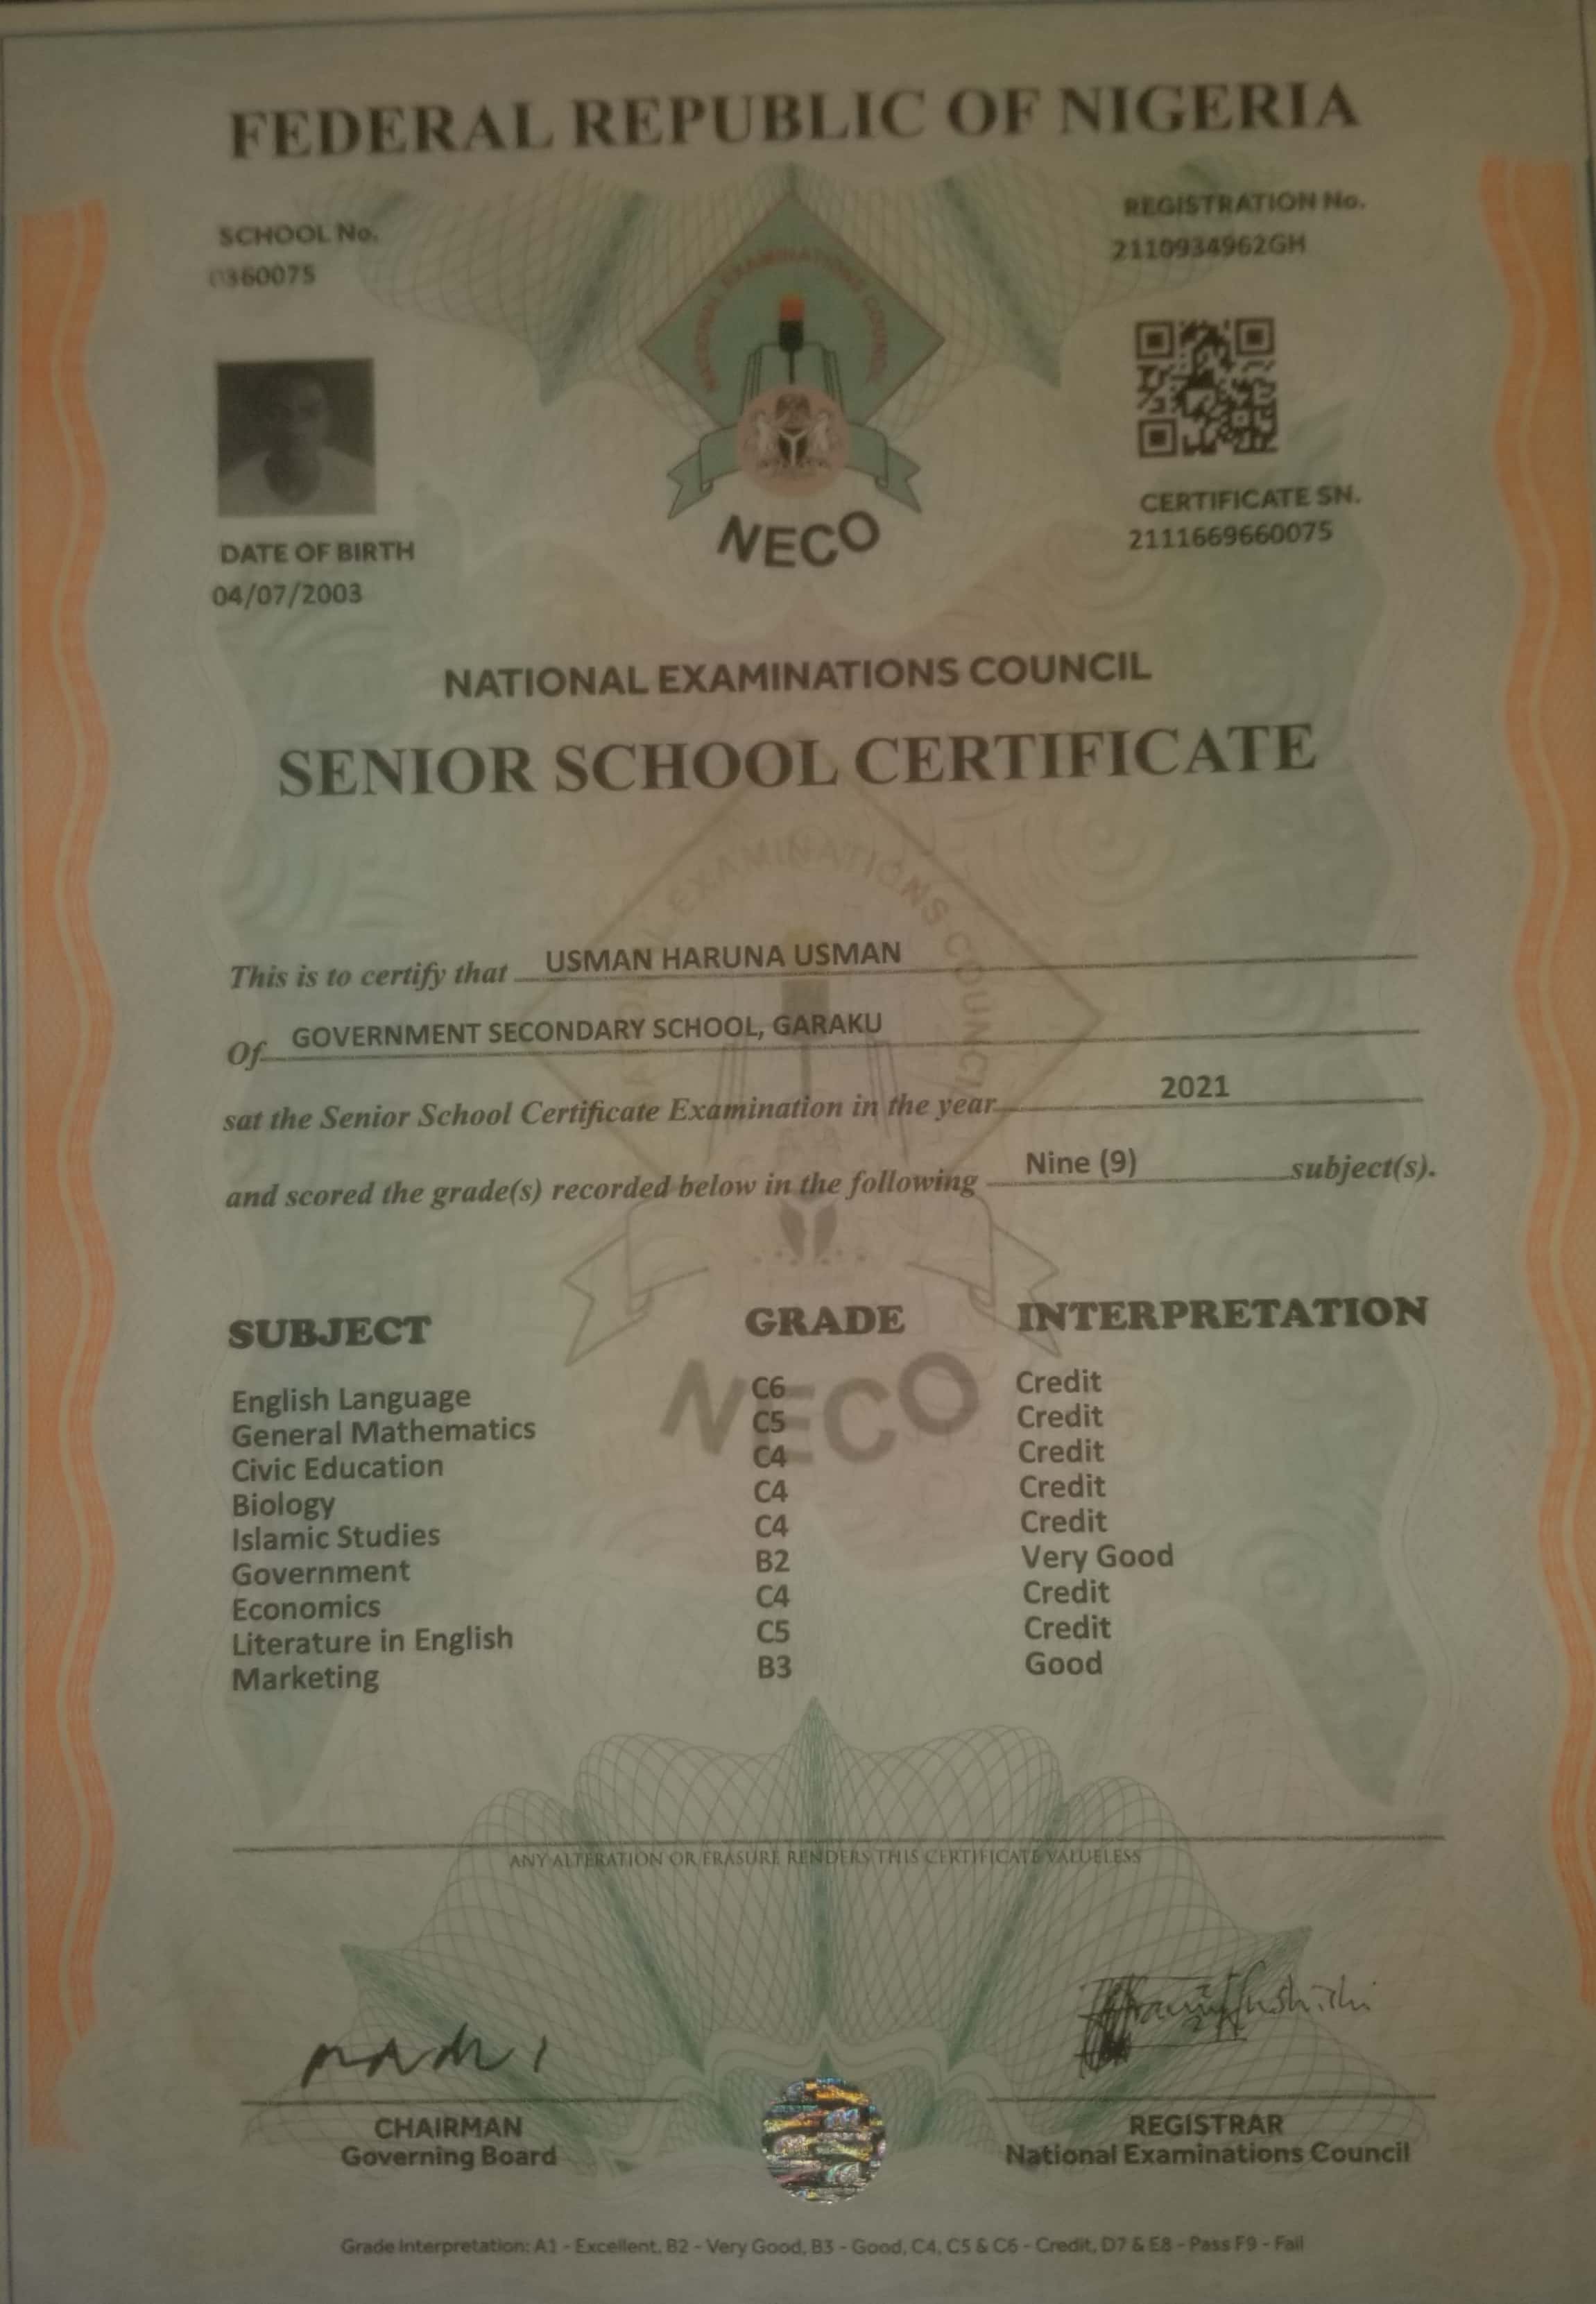 FEDERAL REPUBLIC OF NIGERIA
SCHOOL No.
0360075
REGISTRATION No.
2110934962GH
NATIONAL EXAMINATIONS COUNCIL
NECO
CERTIFICATE SN.
2111669660075
DATE OF BIRTH
04/07/2003
NATIONAL EXAMINATIONS COUNCIL
SENIOR SCHOOL CERTIFICATE
This is to certify that USMAN HARUNA USMAN
Of GOVERNMENT SECONDARY SCHOOL, GARAKU
sat the Senior School Certificate Examination in the year 2021
and scored the grade(s) recorded below in the following Nine (9) subject(s).
SUBJECT GRADE INTERPRETATION
English Language C6 Credit
General Mathematics C5 Credit
Civic Education C4 Credit
Biology C4 Credit
Islamic Studies C4 Credit
Government B2 Very Good
Economics C4 Credit
Literature in English C5 Credit
Marketing B3 Good
NECO
ANY ALTERATION OR ERASURE RENDERS THIS CERTIFICATE VALUELESS
CHAIRMAN
Governing Board
REGISTRAR
National Examinations Council
Grade Interpretation: A1 - Excellent, B2 - Very Good, B3 - Good, C4, C5 & C6 - Credit, D7 & E8 - Pass F9 - Fail